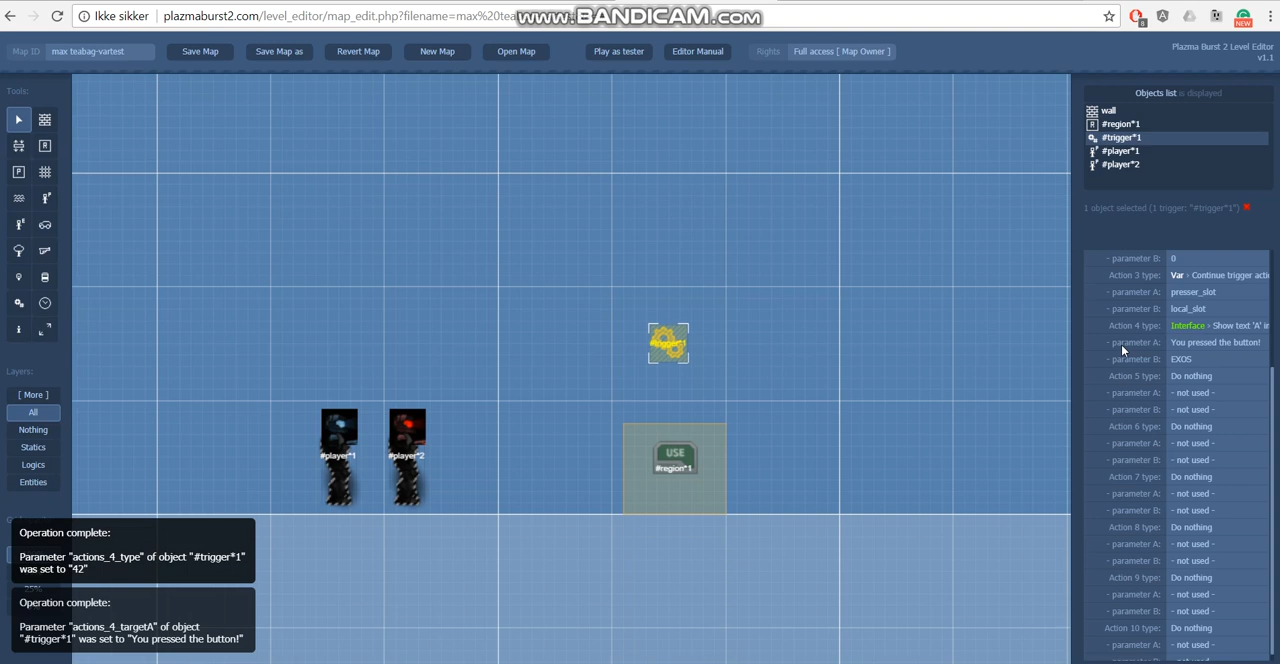 Ikke sikker | plazmaburst2.com/level_editor/map_edit.php?filename=max%20tea
www.BANDICAM.com
8
NEW
Map ID max teabag-vartest Save Map Save Map as Revert Map New Map Open Map Play as tester Editor Manual Rights Full access [ Map Owner ]
Plazma Burst 2 Level Editor
v1.1
Tools:
R
P
P
E
Layers:
[ More ]
All
Nothing
Statics
Logics
Entities
25%
#player*1
#player*2
USE
#region*1
Operation complete:
Parameter "actions_4_type" of object "#trigger*1"
was set to "42"
Operation complete:
Parameter "actions_4_targetA" of object
"#trigger*1" was set to "You pressed the button!"
Objects list is displayed
wall
R #region*1
#trigger*1
#player*1
#player*2
1 object selected (1 trigger: "#trigger*1")
- parameter B: 0
Action 3 type: Var › Continue trigger acti
- parameter A: presser_slot
- parameter B: local_slot
Action 4 type: Interface › Show text 'A' in
- parameter A: You pressed the button!
- parameter B: EXOS
Action 5 type: Do nothing
- parameter A: - not used -
- parameter B: - not used -
Action 6 type: Do nothing
- parameter A: - not used -
- parameter B: - not used -
Action 7 type: Do nothing
- parameter A: - not used -
- parameter B: - not used -
Action 8 type: Do nothing
- parameter A: - not used -
- parameter B: - not used -
Action 9 type: Do nothing
- parameter A: - not used -
- parameter B: - not used -
Action 10 type: Do nothing
- parameter A: - not used -